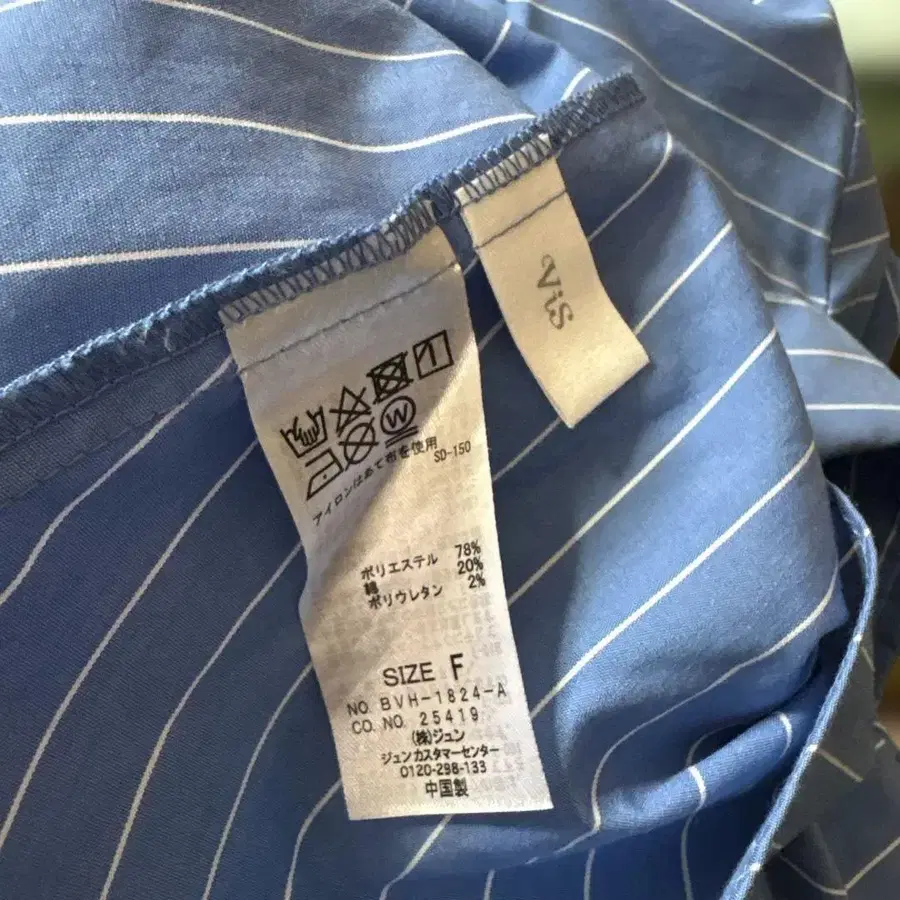 ViS
W
アイロンはあて布を使用
SD-150
ポリエステル 78%
綿 20%
ポリウレタン 2%
SIZE F
NO. BVH-1824-A
CO. NO. 25419
(株)ジュン
ジュンカスタマーセンター
0120-298-133
中国製